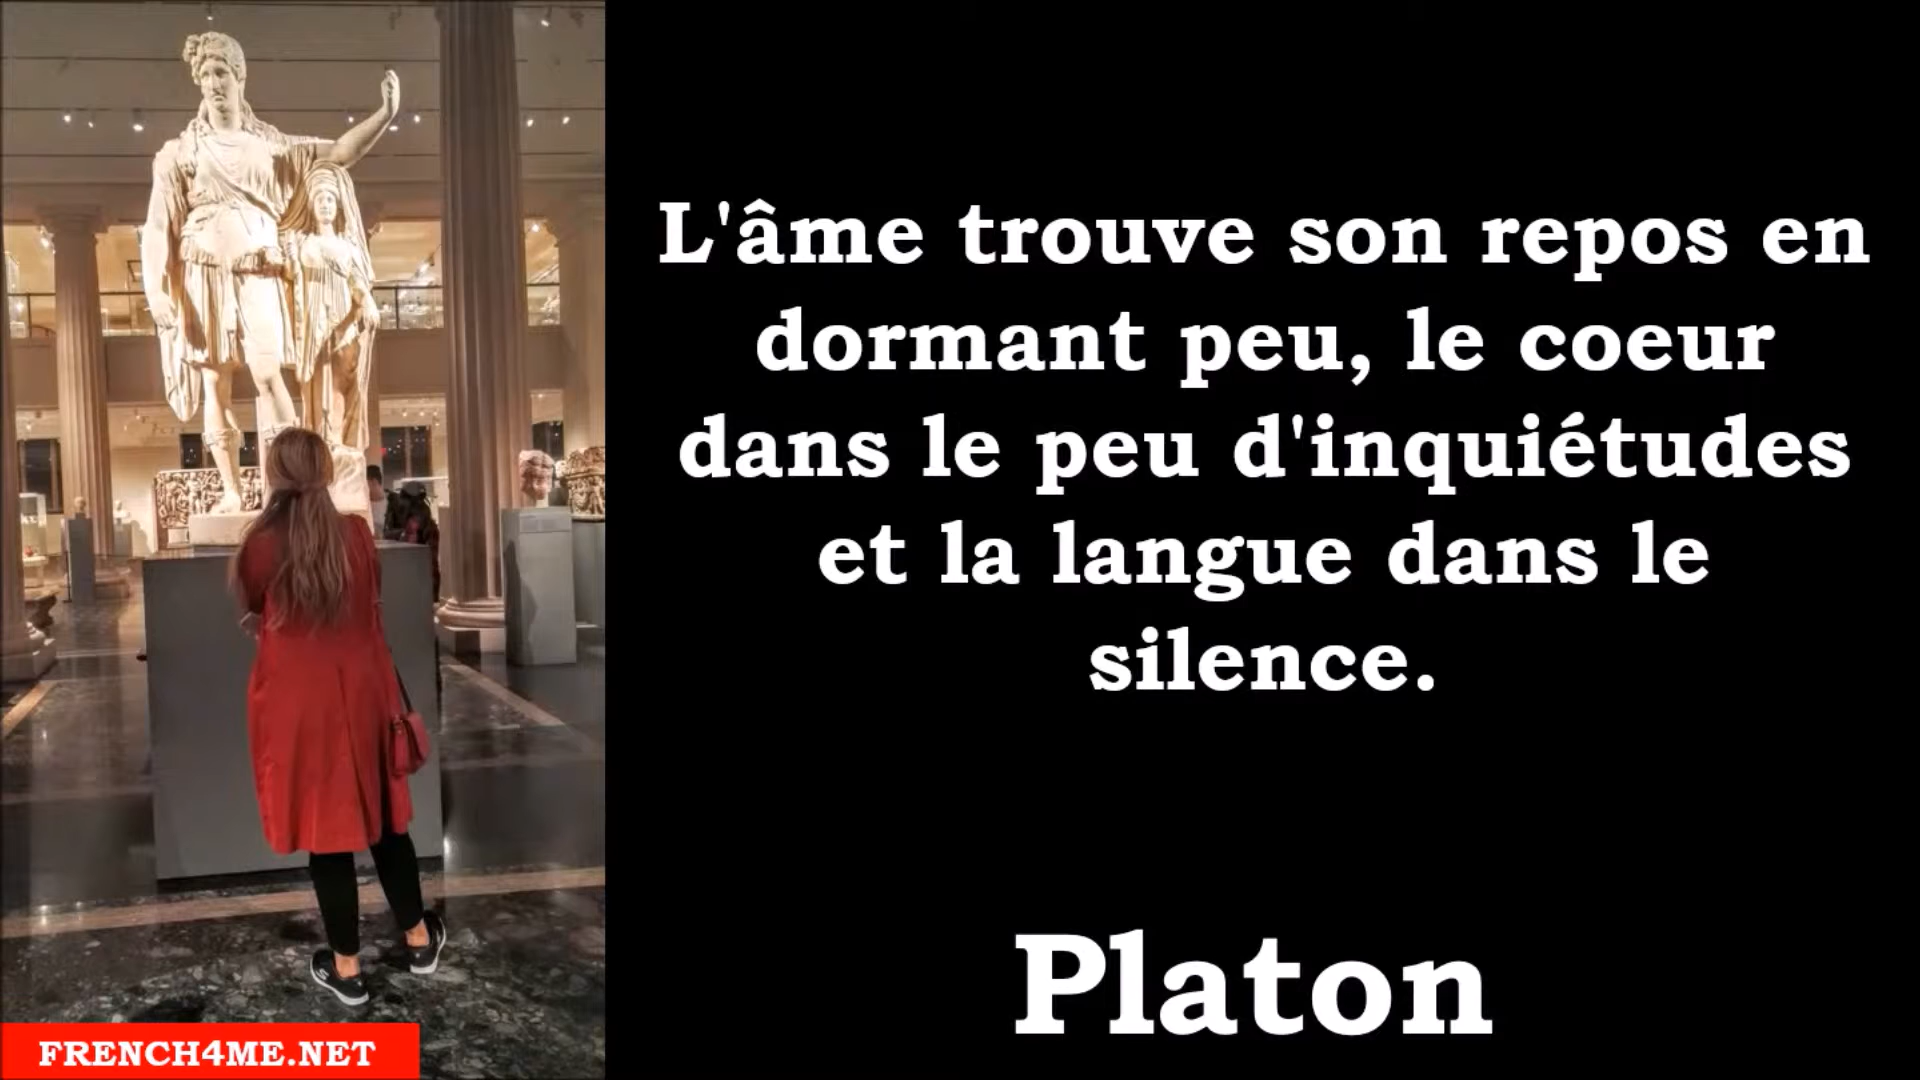 L'âme trouve son repos en
dormant peu, le coeur
dans le peu d'inquiétudes
et la langue dans le
silence.
Platon
FRENCH4ME.NET